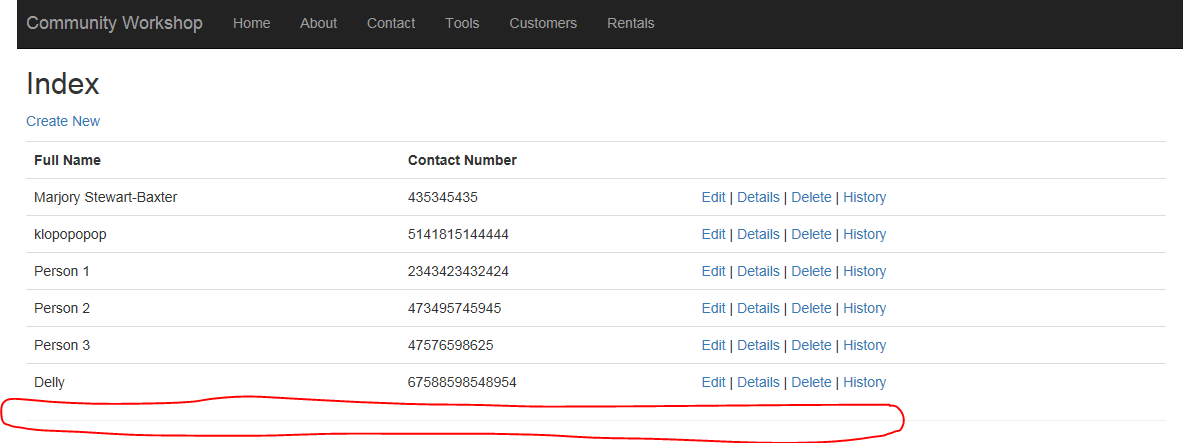 Community Workshop Home About Contact Tools Customers Rentals
Index
Create New
Full Name Contact Number
Marjory Stewart-Baxter 435345435 Edit | Details | Delete | History
klopopopop 5141815144444 Edit | Details | Delete | History
Person 1 2343423432424 Edit | Details | Delete | History
Person 2 473495745945 Edit | Details | Delete | History
Person 3 47576598625 Edit | Details | Delete | History
Delly 67588598548954 Edit | Details | Delete | History